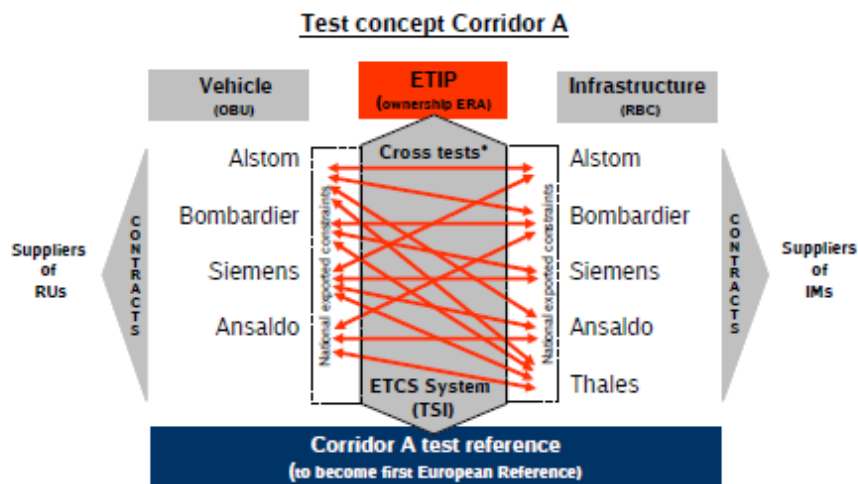 Test concept Corridor A
Vehicle
(OBU)
ETIP
(ownership ERA)
Infrastructure
(RBC)
Cross tests*
Alstom
Bombardier
Siemens
Ansaldo
Alstom
Bombardier
Siemens
Ansaldo
Thales
National exported constraints
National exported constraints
CONTRACTS
CONTRACTS
Suppliers
of
RUs
Suppliers
of
IMs
ETCS System
(TSI)
Corridor A test reference
(to become first European Reference)